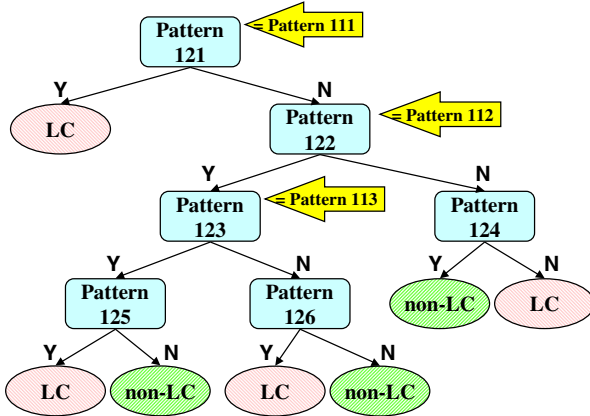 Pattern
121
= Pattern 111
Y
N
LC
Pattern
122
= Pattern 112
Y
N
Pattern
123
= Pattern 113
Pattern
124
Y
N
Y
N
Pattern
125
Pattern
126
non-LC
LC
Y
N
Y
N
LC
non-LC
LC
non-LC